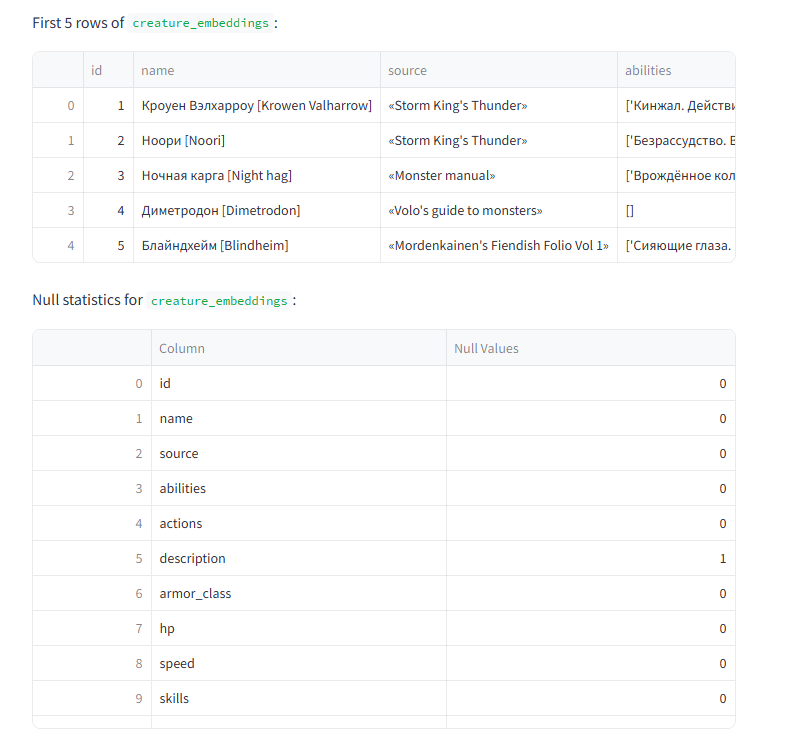 First 5 rows of creature_embeddings :
id name source abilities
0 1 Кроуен Вэлхарроу [Krowen Valharrow] «Storm King's Thunder» ['Кинжал. Действи
1 2 Ноори [Noori] «Storm King's Thunder» ['Безрассудство. В
2 3 Ночная карга [Night hag] «Monster manual» ['Врождённое кол
3 4 Диметродон [Dimetrodon] «Volo's guide to monsters» []
4 5 Блайндхейм [Blindheim] «Mordenkainen's Fiendish Folio Vol 1» ['Сияющие глаза.
Null statistics for creature_embeddings :
Column Null Values
0 id 0
1 name 0
2 source 0
3 abilities 0
4 actions 0
5 description 1
6 armor_class 0
7 hp 0
8 speed 0
9 skills 0